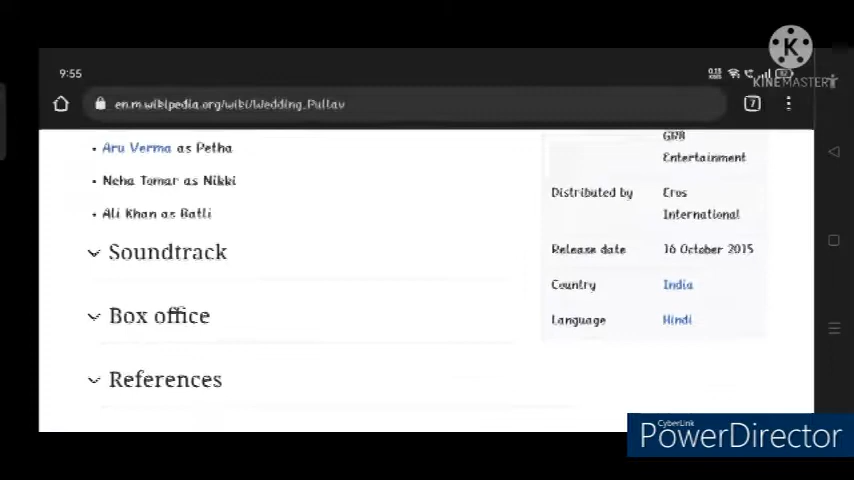 K
KINEMASTER
9:55
en.m.wikipedia.org/wiki/Wedding_Pullav
7
• Aru Verma as Petha
• Neha Tomar as Nikki
• Ali Khan as Batli
Soundtrack
Box office
References
GR8
Entertainment
Distributed by Eros
International
Release date 16 October 2015
Country India
Language Hindi
CyberLink
PowerDirector